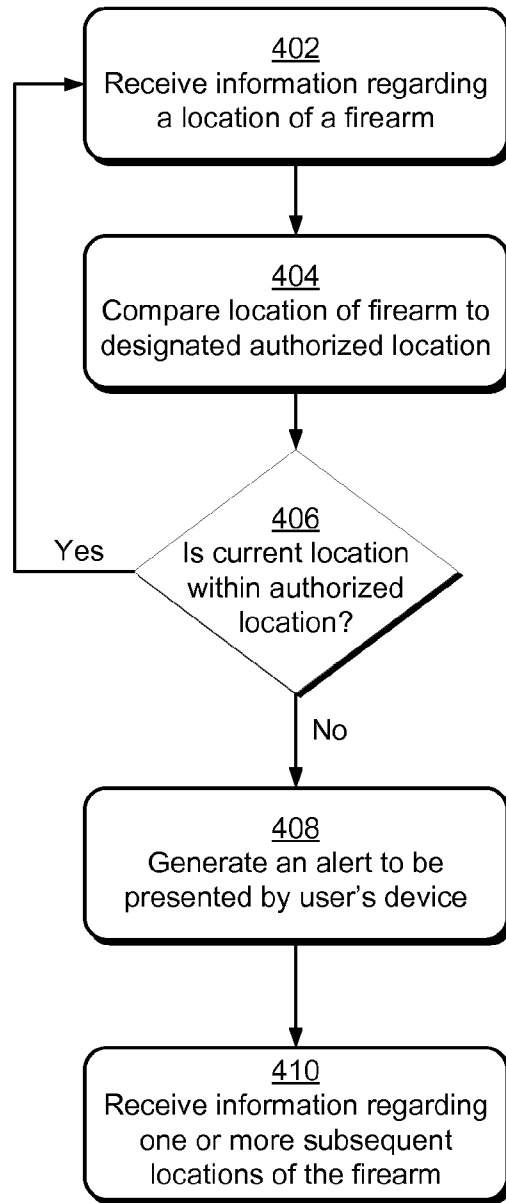 402
Receive information regarding
a location of a firearm
404
Compare location of firearm to
designated authorized location
406
Is current location
within authorized
location?
Yes
No
408
Generate an alert to be
presented by user's device
410
Receive information regarding
one or more subsequent
locations of the firearm